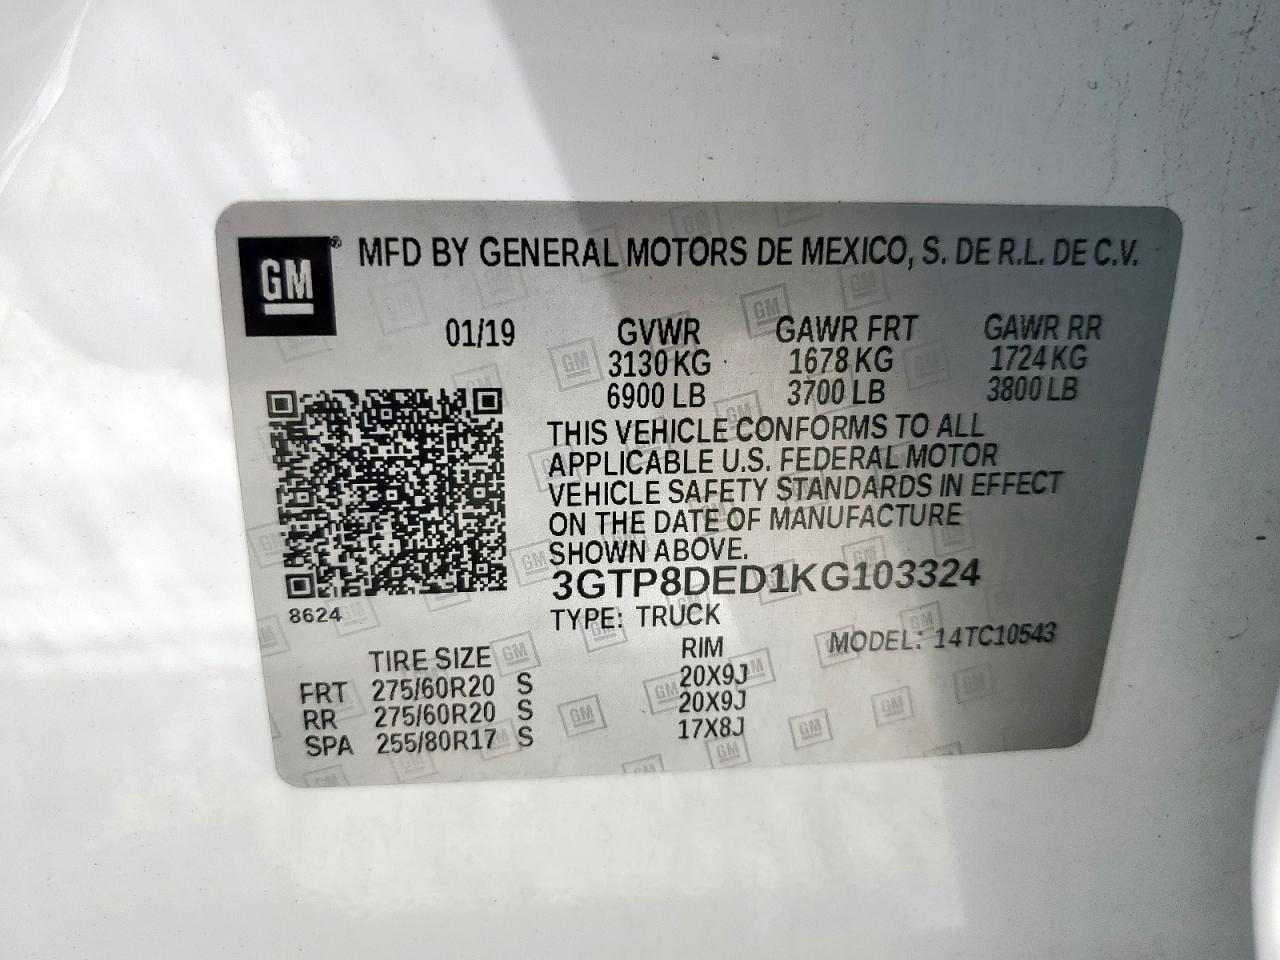 GM ® MFD BY GENERAL MOTORS DE MEXICO, S. DE R.L. DE C.V.
01/19 GVWR GAWR FRT GAWR RR
3130 KG 1678 KG 1724 KG
6900 LB 3700 LB 3800 LB
THIS VEHICLE CONFORMS TO ALL
APPLICABLE U.S. FEDERAL MOTOR
VEHICLE SAFETY STANDARDS IN EFFECT
ON THE DATE OF MANUFACTURE
SHOWN ABOVE.
3GTP8DED1KG103324
8624
TYPE: TRUCK
MODEL: 14TC10543
TIRE SIZE RIM
FRT 275/60R20 S 20X9J
RR 275/60R20 S 20X9J
SPA 255/80R17 S 17X8J